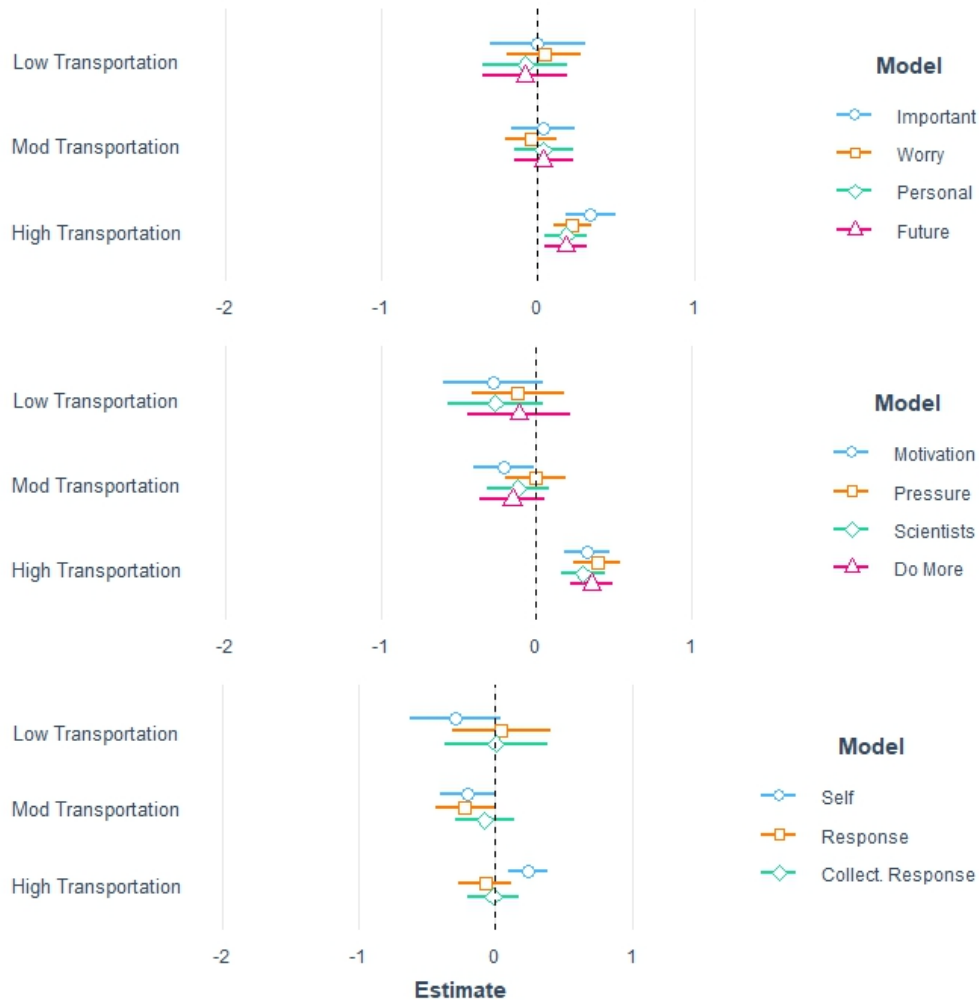 Low Transportation
Mod Transportation
High Transportation
-2 -1 0 1
Model
Important
Worry
Personal
Future
Low Transportation
Mod Transportation
High Transportation
-2 -1 0 1
Model
Motivation
Pressure
Scientists
Do More
Low Transportation
Mod Transportation
High Transportation
-2 -1 0 1
Estimate
Model
Self
Response
Collect. Response